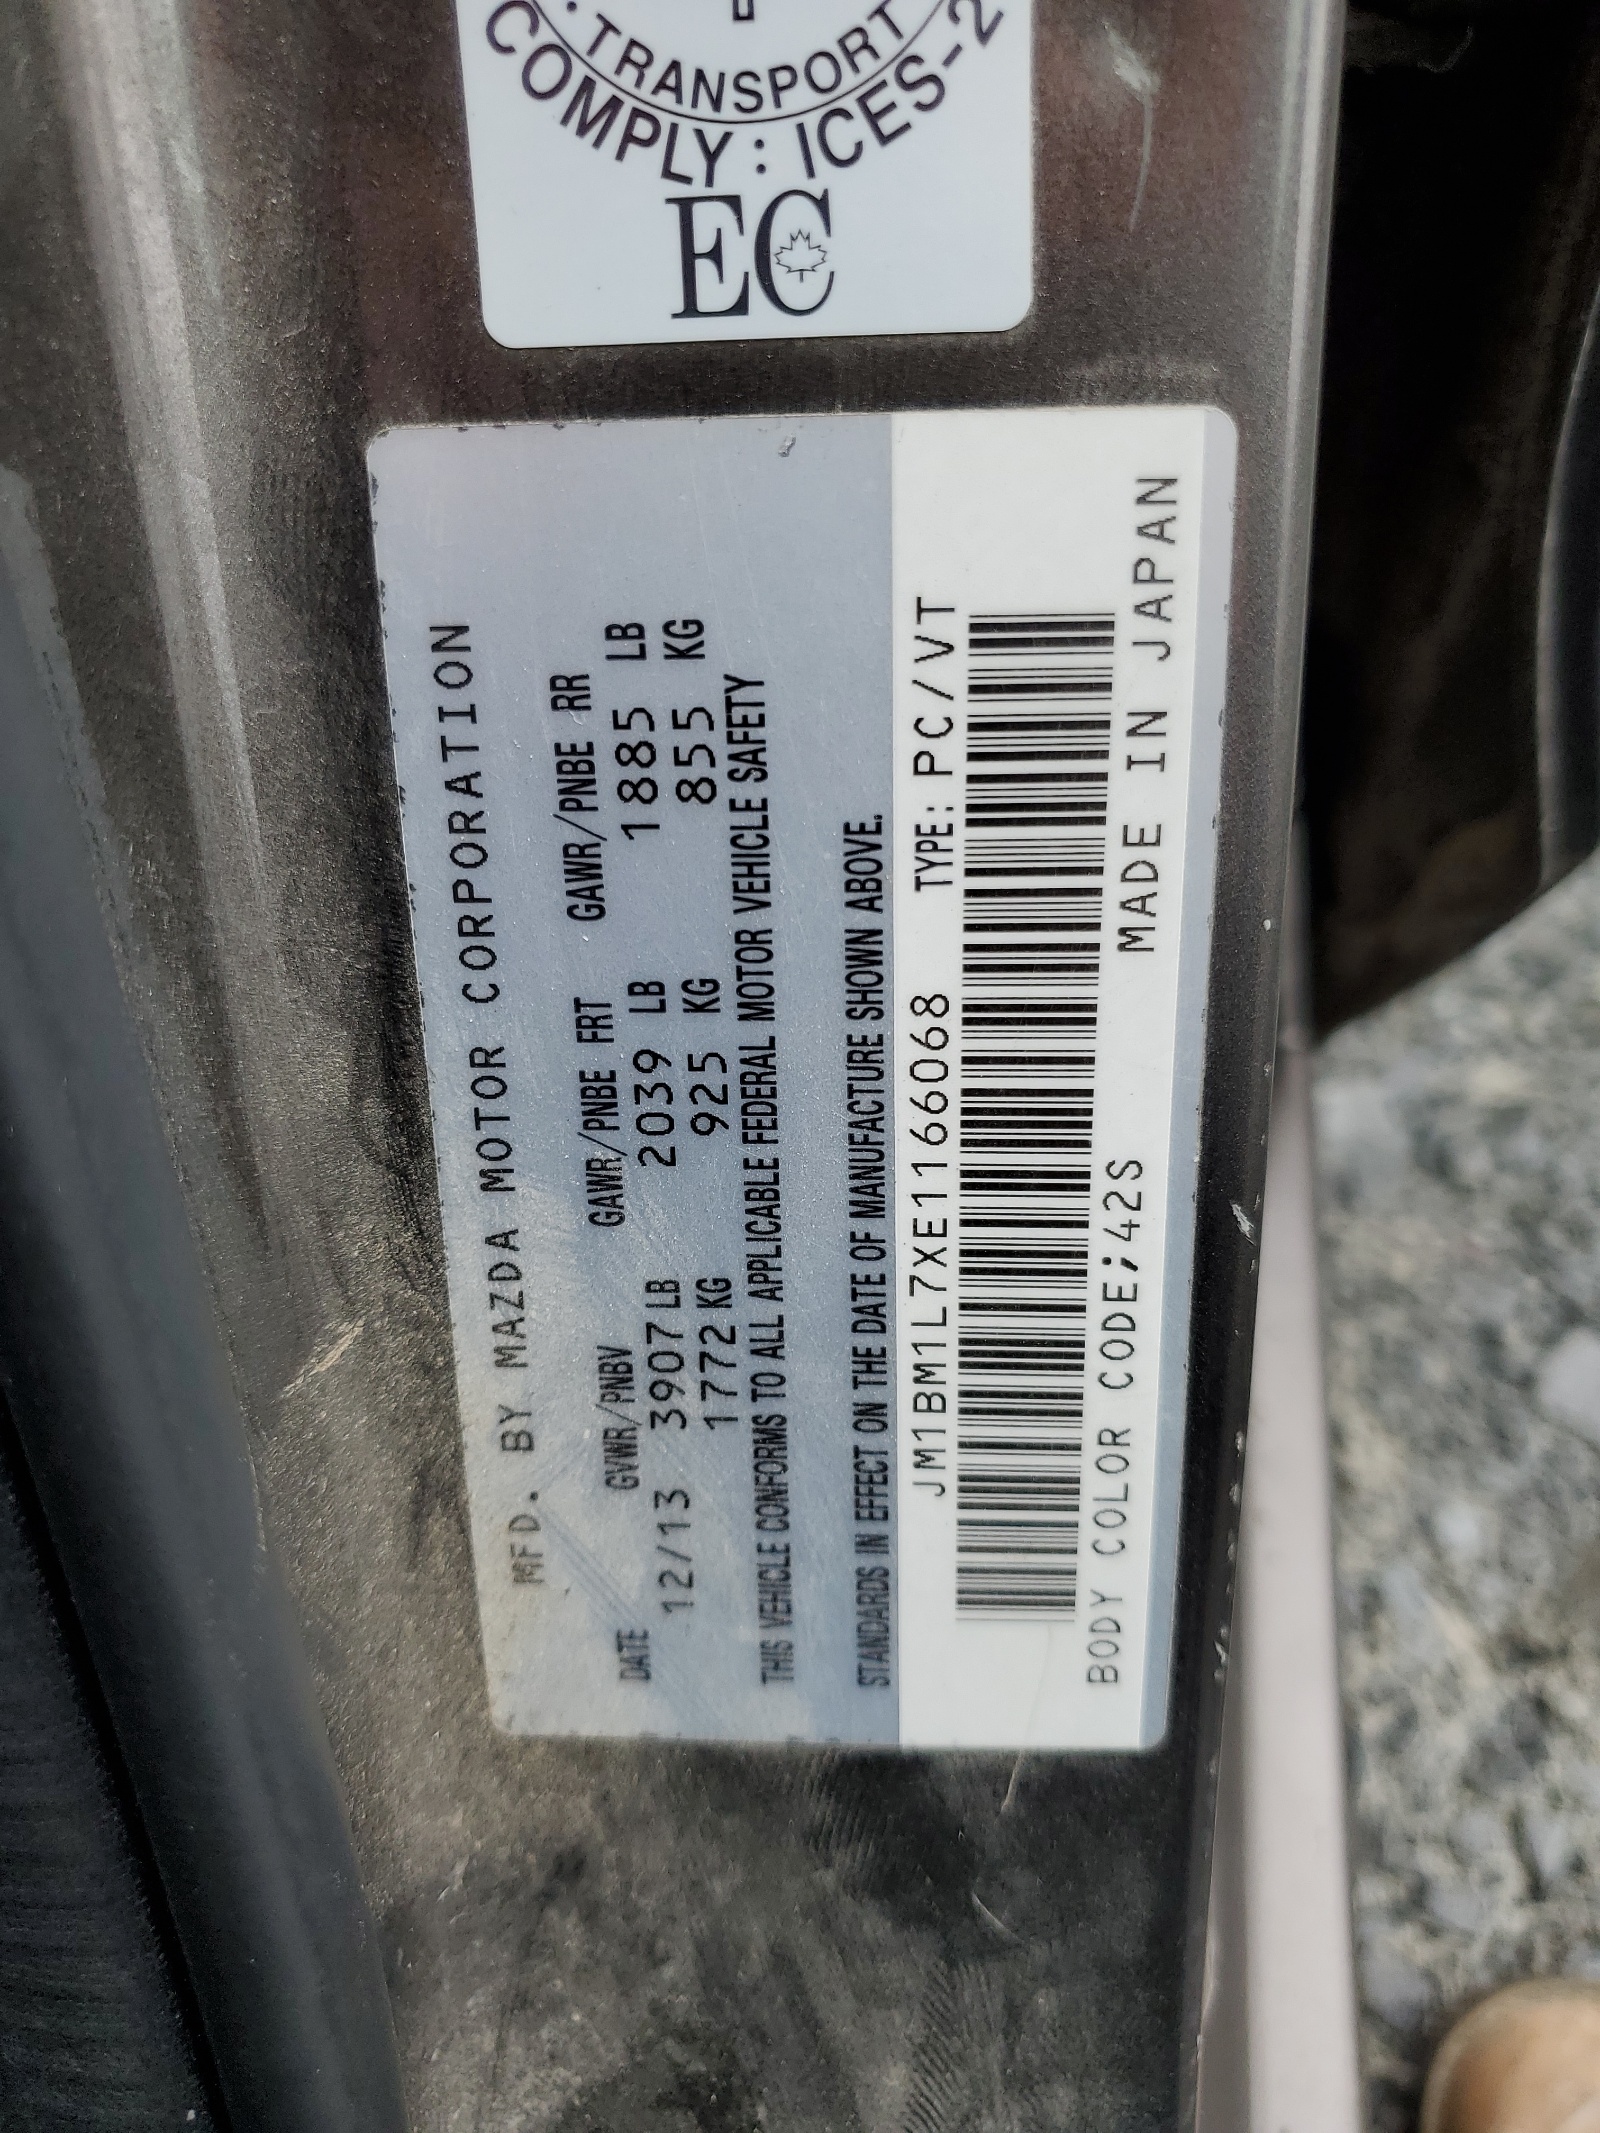 TRANSPORT
COMPLY: ICES-2
EC
MFD. BY MAZDA MOTOR CORPORATION
DATE GVWR/PNBV GAWR/PNBE FRT GAWR/PNBE RR
12/13 3907 LB 2039 LB 1885 LB
1772 KG 925 KG 855 KG
THIS VEHICLE CONFORMS TO ALL APPLICABLE FEDERAL MOTOR VEHICLE SAFETY
STANDARDS IN EFFECT ON THE DATE OF MANUFACTURE SHOWN ABOVE.
JM1BM1L7XE1166068 TYPE: PC/VT
BODY COLOR CODE;42S MADE IN JAPAN